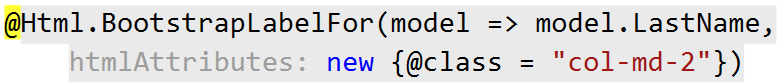 @Html.BootstrapLabelFor(model => model.LastName,
htmlAttributes: new {@class = "col-md-2"})